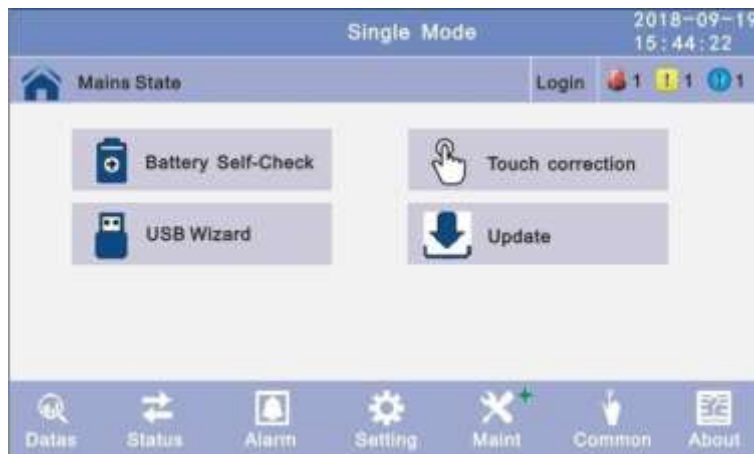 Single Mode
2018-09-19
15:44:22
Mains State
Login
1
! 1
1
Battery Self-Check
Touch correction
USB Wizard
Update
Datas
Status
Alarm
Setting
Maint
Common
About